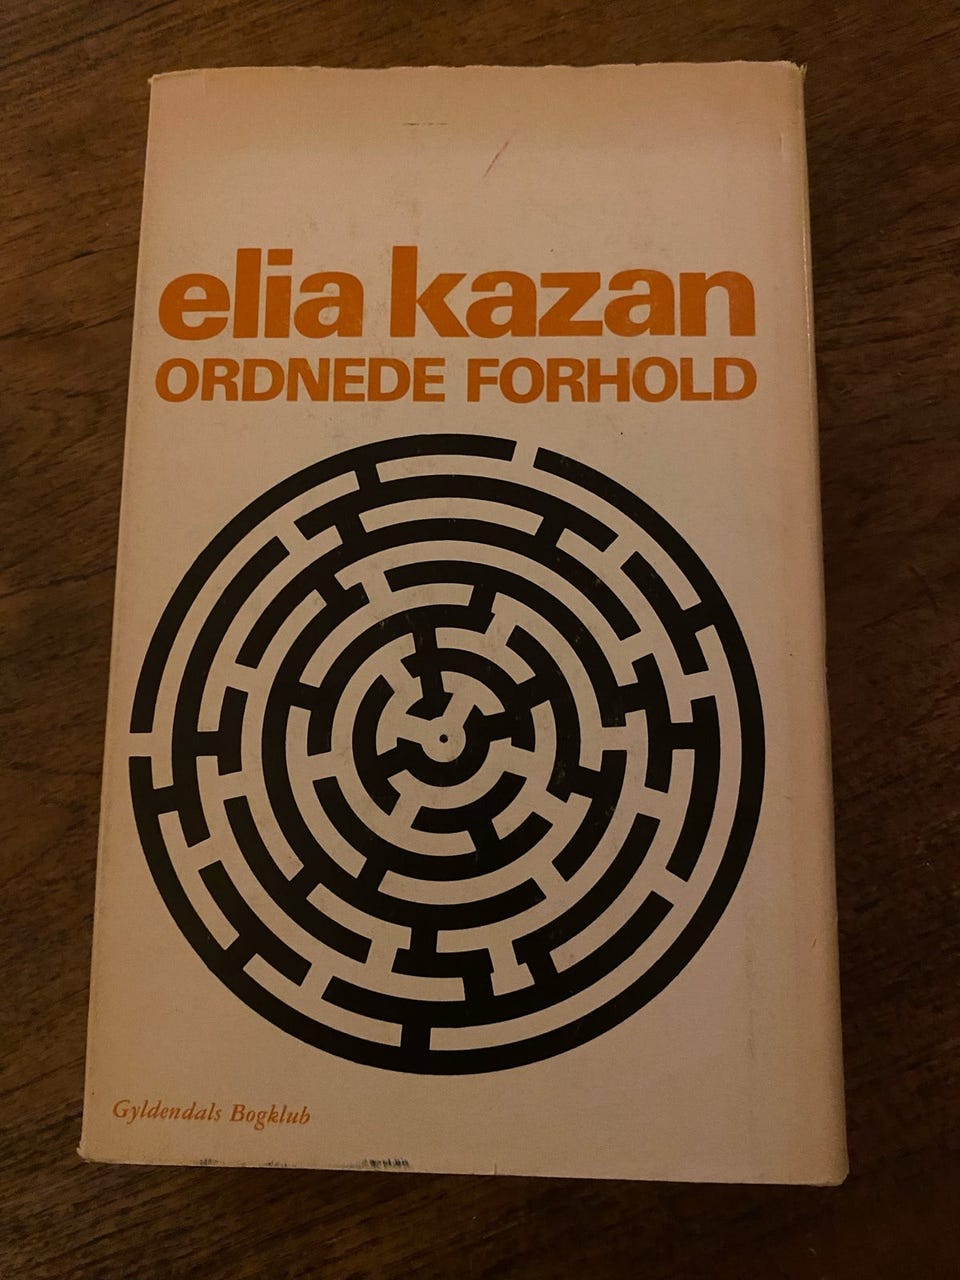 elia kazan
ORDNEDE FORHOLD
Gyldendals Bogklub